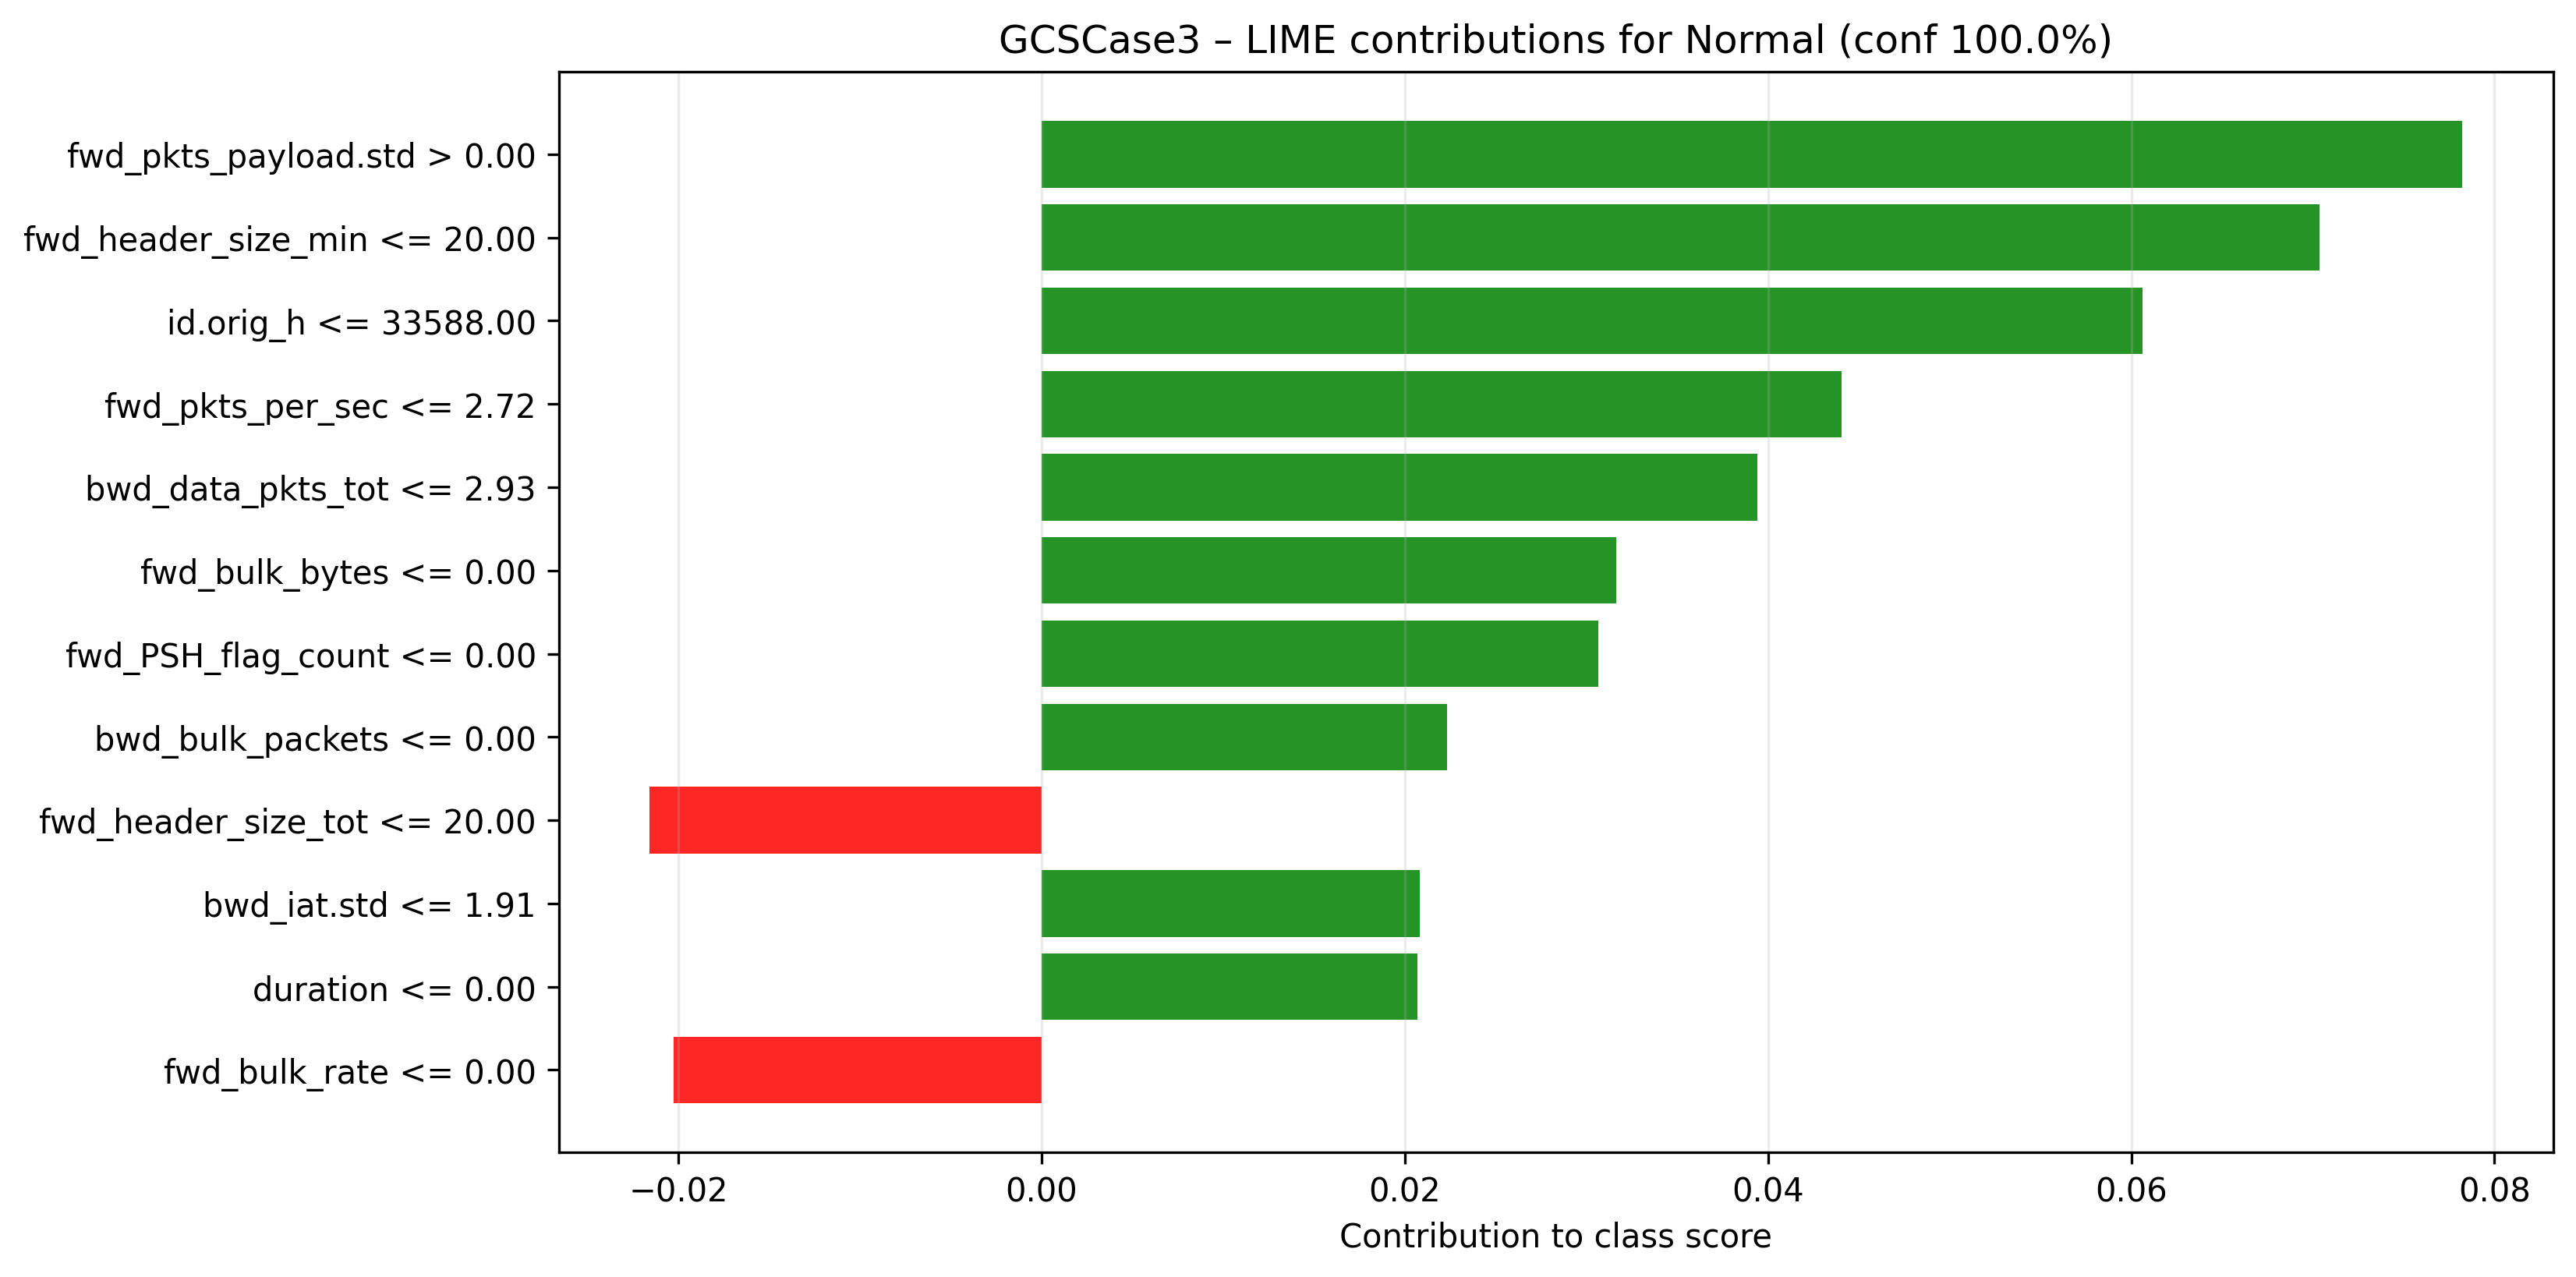 GCSCase3 – LIME contributions for Normal (conf 100.0%)
fwd_pkts_payload.std > 0.00
fwd_header_size_min <= 20.00
id.orig_h <= 33588.00
fwd_pkts_per_sec <= 2.72
bwd_data_pkts_tot <= 2.93
fwd_bulk_bytes <= 0.00
fwd_PSH_flag_count <= 0.00
bwd_bulk_packets <= 0.00
fwd_header_size_tot <= 20.00
bwd_iat.std <= 1.91
duration <= 0.00
fwd_bulk_rate <= 0.00
−0.02 0.00 0.02 0.04 0.06 0.08
Contribution to class score